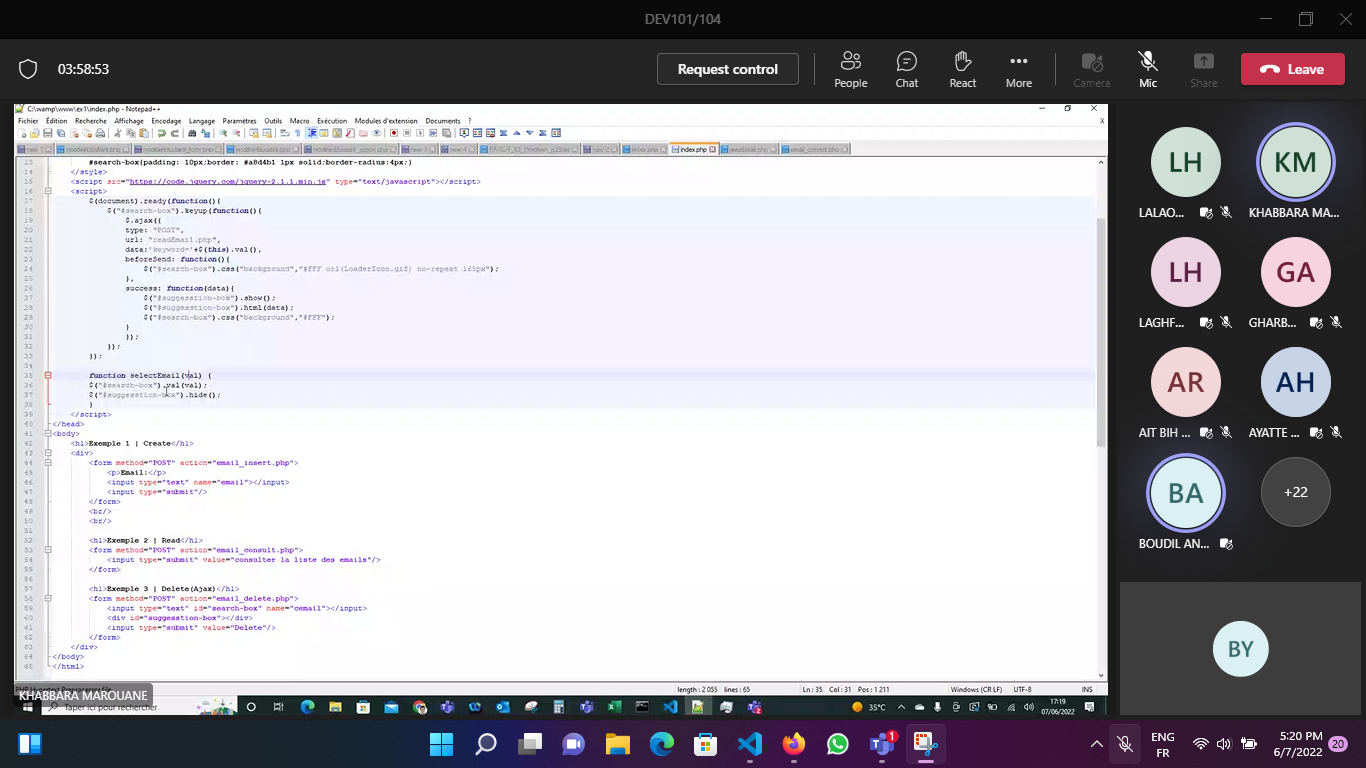 DEV101/104
03:58:53
Request control
People
Chat
React
More
Camera
Mic
Share
Leave
C:\wamp\www\ex1\index.php - Notepad++
Fichier Édition Recherche Affichage Encodage Langage Paramètres Outils Macro Exécution Modules d'extension Documents ?
index.php
13 #search-box{padding: 10px;border: #a8d4b1 1px solid;border-radius:4px;}
14 </style>
15 <script src="https://code.jquery.com/jquery-2.1.1.min.js" type="text/javascript"></script>
16 <script>
17 $(document).ready(function(){
18 $("#search-box").keyup(function(){
19 $.ajax({
20 type: "POST",
21 url: "readEmail.php",
22 data:'keyword='+$(this).val(),
23 beforeSend: function(){
24 $("#search-box").css("background","#FFF url(LoaderIcon.gif) no-repeat 165px");
25 },
26 success: function(data){
27 $("#suggesstion-box").show();
28 $("#suggesstion-box").html(data);
29 $("#search-box").css("background","#FFF");
30 }
31 });
32 });
33 });
34
35 function selectEmail(val) {
36 $("#search-box").val(val);
37 $("#suggesstion-box").hide();
38 }
39 </script>
40 </head>
41 <body>
42 <h1>Exemple 1 | Create</h1>
43 <div>
44 <form method="POST" action="email_insert.php">
45 <p>Email:</p>
46 <input type="text" name="email"></input>
47 <input type="submit"/>
48 </form>
49 <br/>
50 <br/>
51
52 <h1>Exemple 2 | Read</h1>
53 <form method="POST" action="email_consult.php">
54 <input type="submit" value="consulter la liste des emails"/>
55 </form>
56
57 <h1>Exemple 3 | Delete(Ajax)</h1>
58 <form method="POST" action="email_delete.php">
59 <input type="text" id="search-box" name="cemail"></input>
60 <div id="suggesstion-box"></div>
61 <input type="submit" value="Delete"/>
62 </form>
63 </div>
64 </body>
65 </html>
length : 2 055 lines : 65 Ln : 35 Col : 31 Pos : 1 211 Windows (CR LF) UTF-8 INS
KHABBARA MAROUANE
Taper ici pour rechercher
35°C
17:19
07/06/2022
LH
LALAO...
KM
KHABBARA MA...
LH
LAGHF...
GA
GHARB...
AR
AIT BIH ...
AH
AYATTE ...
BA
BOUDIL AN...
+22
BY
1
ENG
FR
5:20 PM
6/7/2022
20